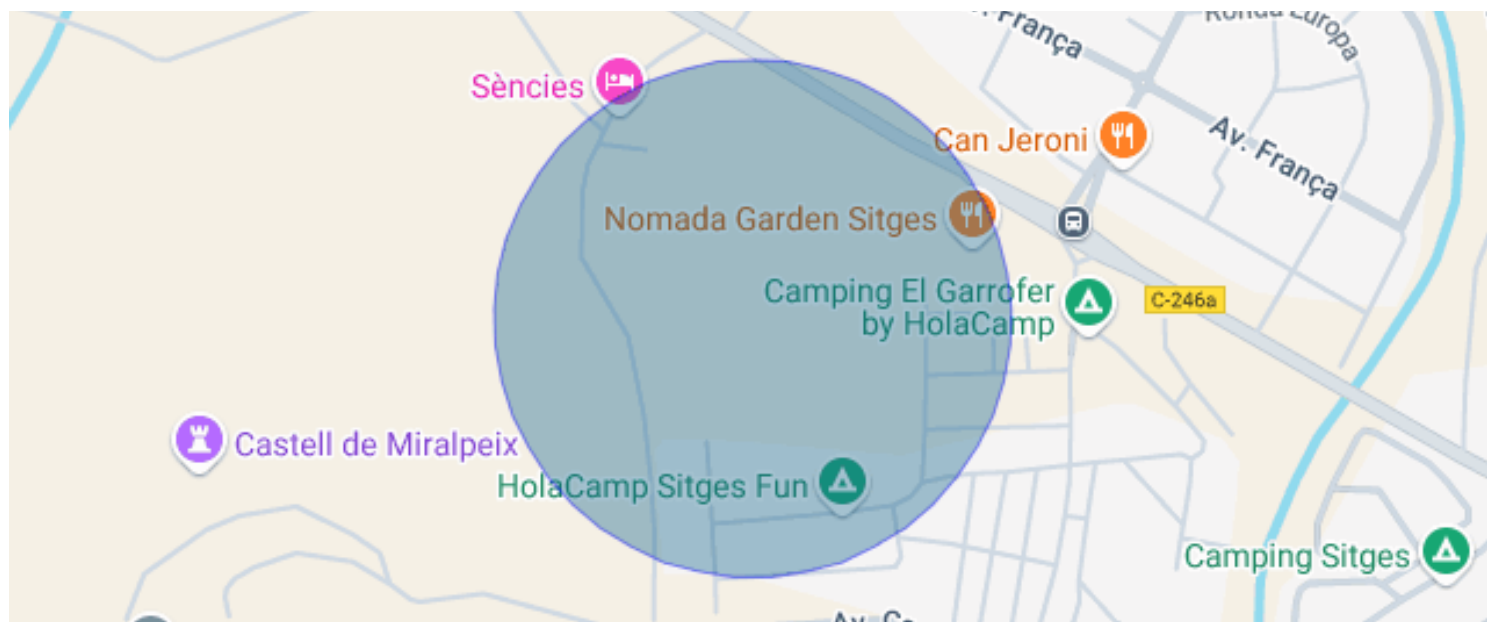 Ronda Europa
Av. França
Sències
Can Jeroni
Av. França
Nomada Garden Sitges
Camping El Garrofer
by HolaCamp
C-246a
Castell de Miralpeix
HolaCamp Sitges Fun
Camping Sitges
Av.